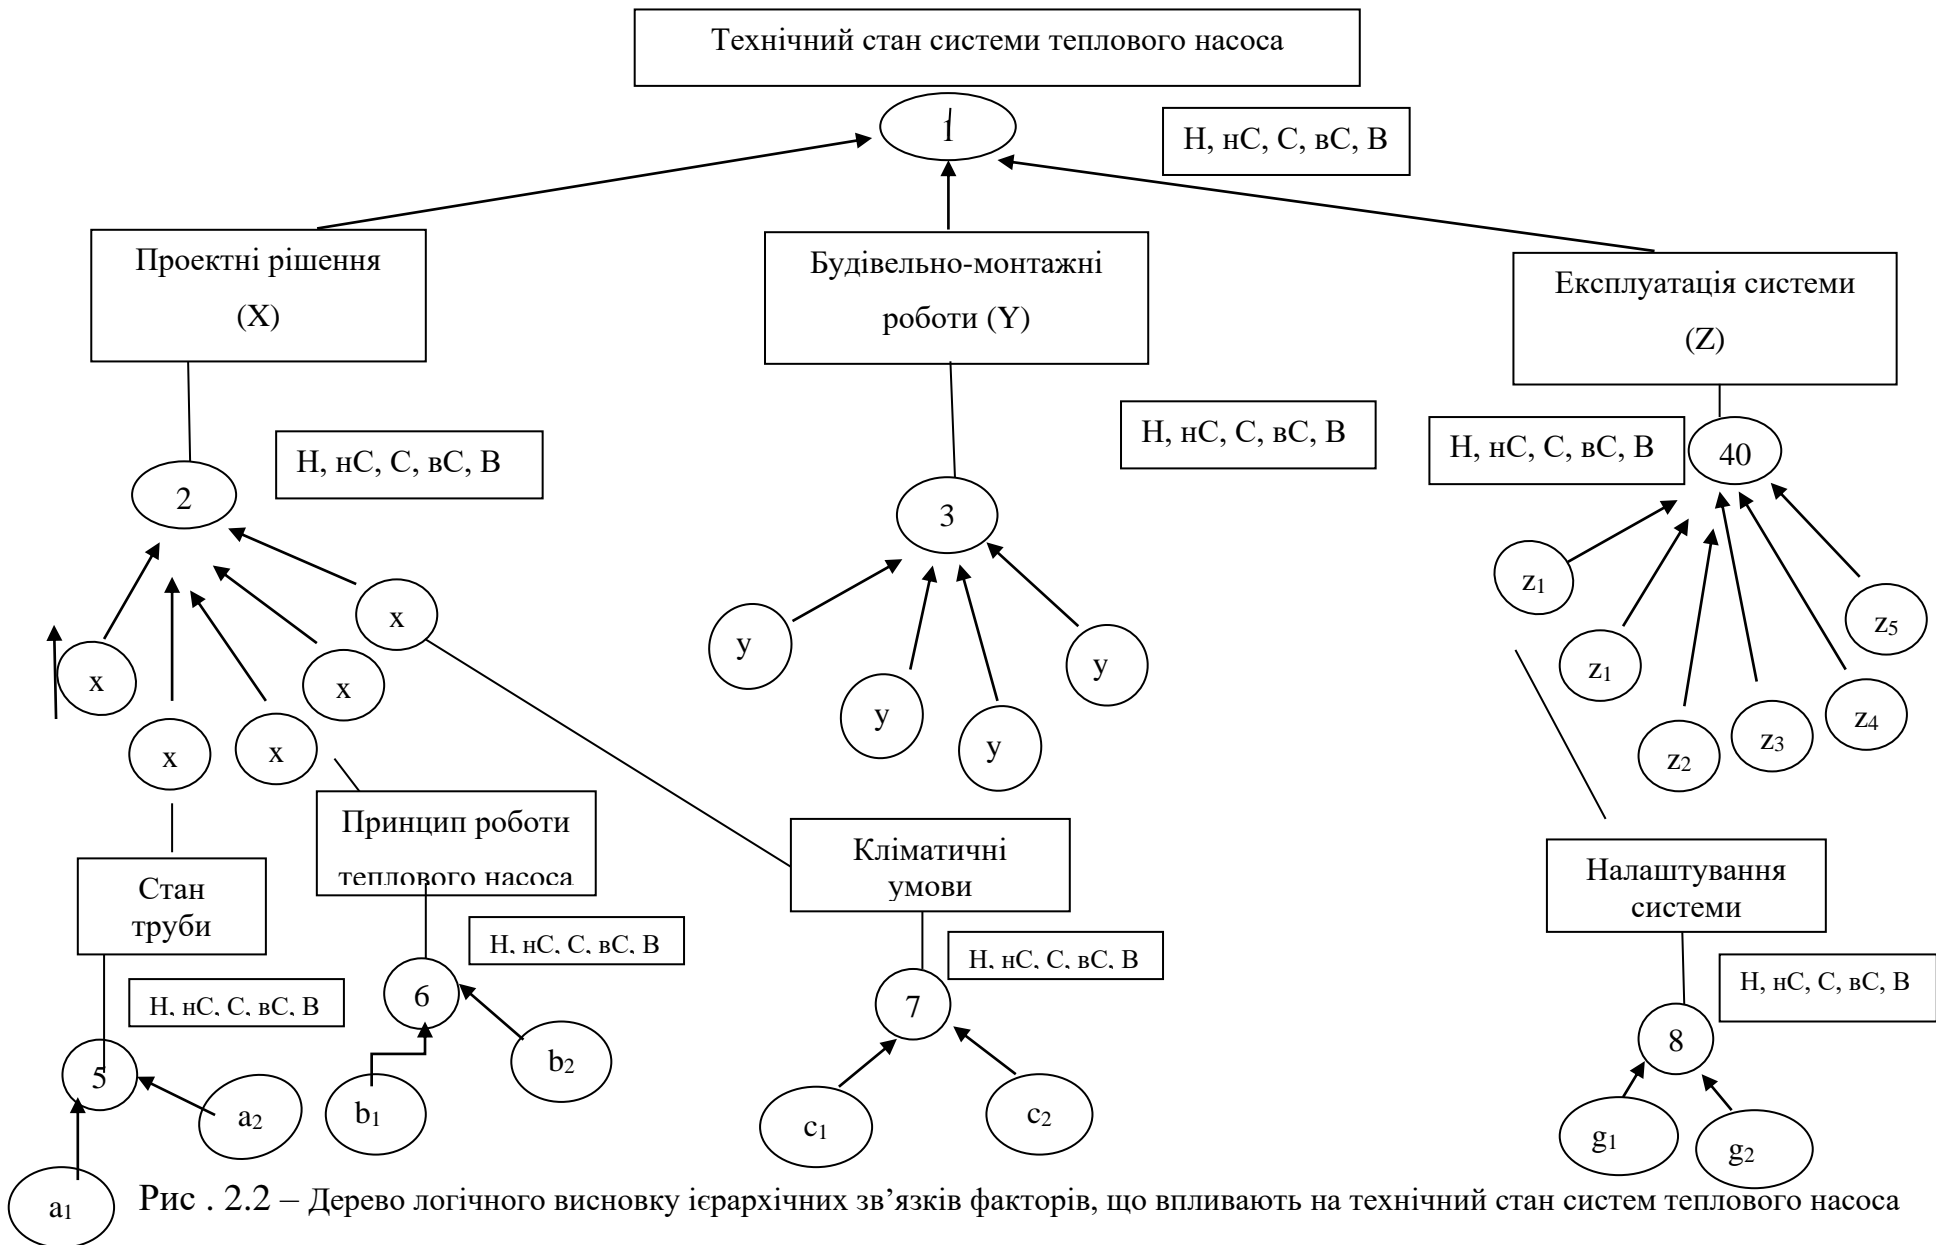 Технічний стан системи теплового насоса
1
Н, нС, С, вС, В
Проектні рішення
(X)
Будівельно-монтажні
роботи (Y)
Експлуатація системи
(Z)
Н, нС, С, вС, В
Н, нС, С, вС, В
Н, нС, С, вС, В
2
3
40
x
x
x
x
x
y
y
y
y
z1
z1
z2
z3
z4
z5
Стан
труби
Принцип роботи
теплового насоса
Кліматичні
умови
Налаштування
системи
Н, нС, С, вС, В
Н, нС, С, вС, В
Н, нС, С, вС, В
Н, нС, С, вС, В
5
6
7
8
a1
a2
b1
b2
c1
c2
g1
g2
Рис . 2.2 – Дерево логічного висновку ієрархічних зв’язків факторів, що впливають на технічний стан систем теплового насоса